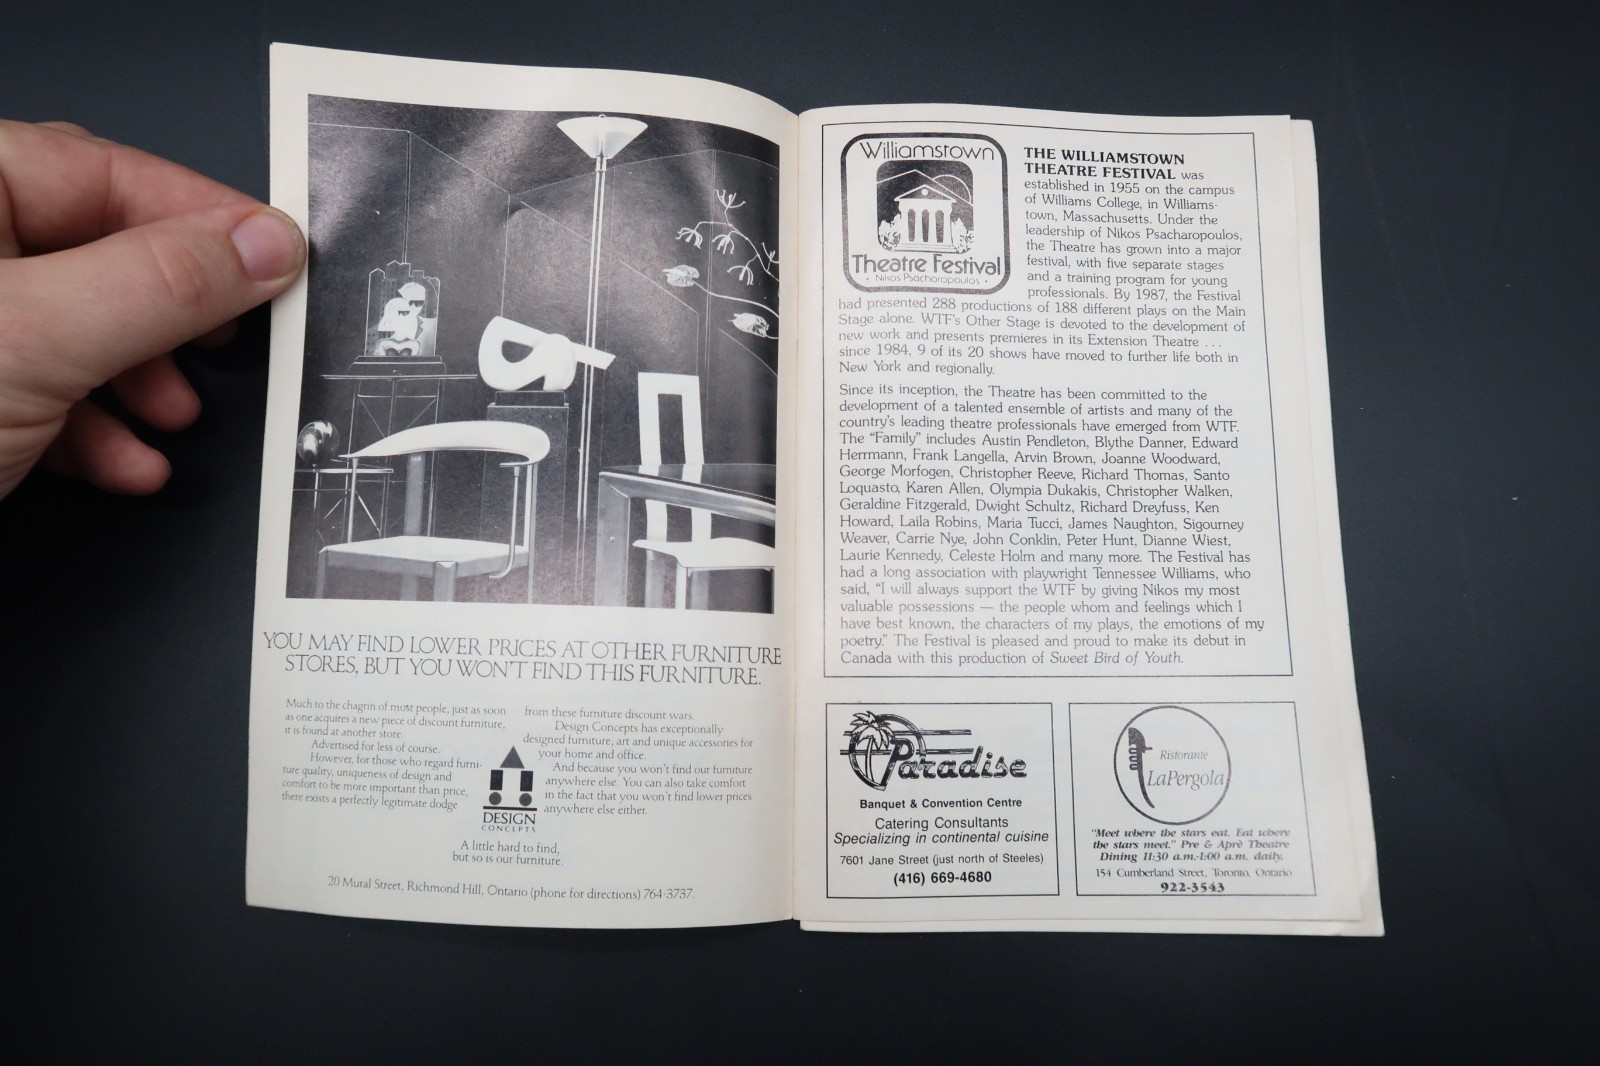 YOU MAY FIND LOWER PRICES AT OTHER FURNITURE
STORES, BUT YOU WON'T FIND THIS FURNITURE.
Much to the chagrin of most people, just as soon
as one acquires a new piece of discount furniture,
it is found at another store.
Advertised for less of course.
However, for those who regard furni-
ture quality, uniqueness of design and
comfort to be more important than price,
there exists a perfectly legitimate dodge
from these furniture discount wars.
Design Concepts has exceptionally
designed furniture, art and unique accessories for
your home and office.
And because you won't find our furniture
anywhere else. You can also take comfort
in the fact that you won't find lower prices
anywhere else either.
DESIGN
CONCEPTS
A little hard to find,
but so is our furniture.
20 Mural Street, Richmond Hill, Ontario (phone for directions) 764-3737.
Williamstown
Theatre Festival
• Nikos Psacharopoulos •
THE WILLIAMSTOWN
THEATRE FESTIVAL was
established in 1955 on the campus
of Williams College, in Williams-
town, Massachusetts. Under the
leadership of Nikos Psacharopoulos,
the Theatre has grown into a major
festival, with five separate stages
and a training program for young
professionals. By 1987, the Festival
had presented 288 productions of 188 different plays on the Main
Stage alone. WTF's Other Stage is devoted to the development of
new work and presents premieres in its Extension Theatre . . .
since 1984, 9 of its 20 shows have moved to further life both in
New York and regionally.
Since its inception, the Theatre has been committed to the
development of a talented ensemble of artists and many of the
country's leading theatre professionals have emerged from WTF.
The "Family" includes Austin Pendleton, Blythe Danner, Edward
Herrmann, Frank Langella, Arvin Brown, Joanne Woodward,
George Morfogen, Christopher Reeve, Richard Thomas, Santo
Loquasto, Karen Allen, Olympia Dukakis, Christopher Walken,
Geraldine Fitzgerald, Dwight Schultz, Richard Dreyfuss, Ken
Howard, Laila Robins, Maria Tucci, James Naughton, Sigourney
Weaver, Carrie Nye, John Conklin, Peter Hunt, Dianne Wiest,
Laurie Kennedy, Celeste Holm and many more. The Festival has
had a long association with playwright Tennessee Williams, who
said, "I will always support the WTF by giving Nikos my most
valuable possessions — the people whom and feelings which I
have best known, the characters of my plays, the emotions of my
poetry." The Festival is pleased and proud to make its debut in
Canada with this production of Sweet Bird of Youth.
Paradise
Banquet & Convention Centre
Catering Consultants
Specializing in continental cuisine
7601 Jane Street (just north of Steeles)
(416) 669-4680
Ristorante
LaPergola
"Meet where the stars eat. Eat where
the stars meet." Pre & Aprè Theatre
Dining 11:30 a.m.-1:00 a.m. daily.
154 Cumberland Street, Toronto, Ontario
922-3543